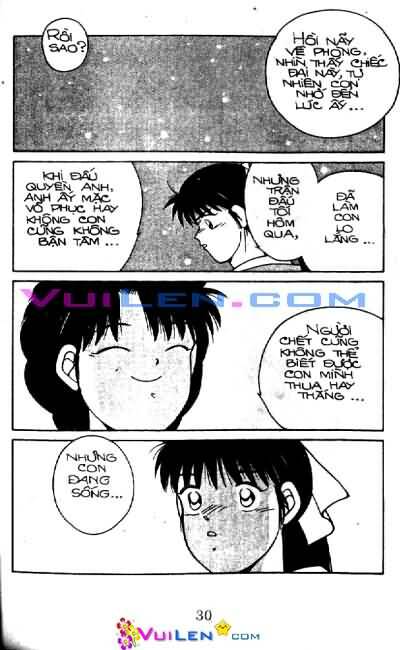 RỒI
SAO?
HỒI NÃY
VỀ PHÒNG,
NHÌN THẤY CHIẾC
ĐAI NÀY, TỰ
NHIÊN CON
NHỚ ĐẾN
LÚC ẤY...
KHI ĐẤU
QUYỀN ANH,
ANH ẤY MẶC
VÕ PHỤC HAY
KHÔNG CON
CŨNG KHÔNG
BẬN TÂM...
NHƯNG
TRẬN
ĐẤU
TỐI
HÔM
QUA,
ĐÃ
LÀM
CON
LO
LẮNG...
VUILEN.COM
NGƯỜI
CHẾT CŨNG
KHÔNG THỂ
BIẾT ĐƯỢC
CON MÌNH
THUA HAY
THẮNG...
NHƯNG
CON
ĐANG
SỐNG...
30
VUILEN.COM